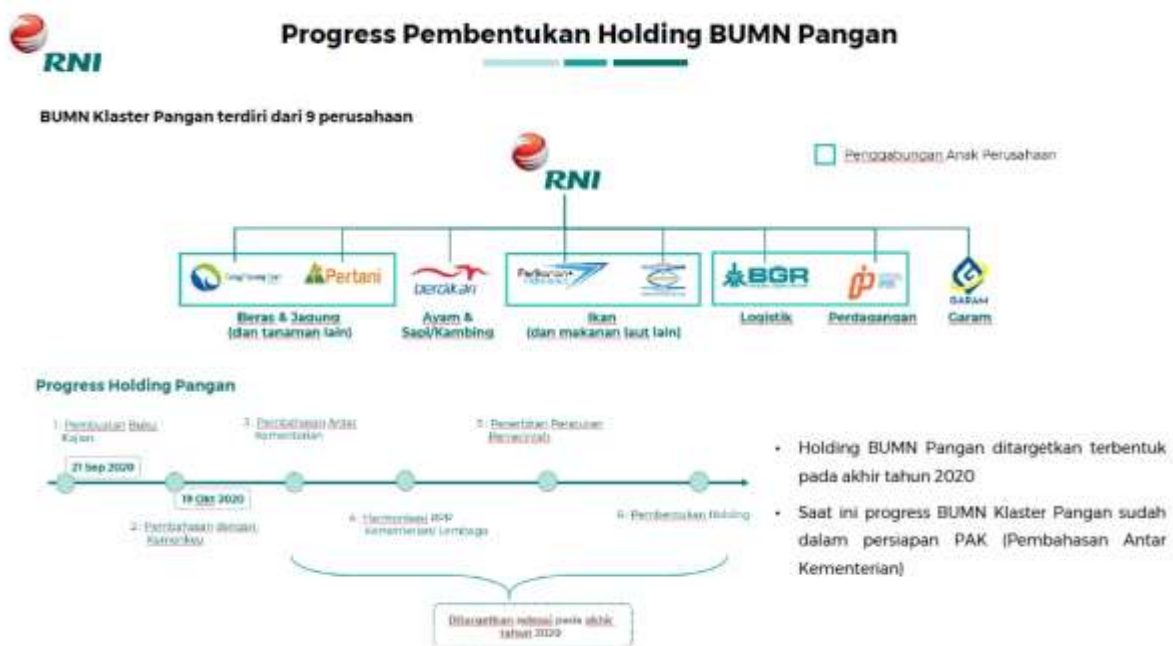 RNI
Progress Pembentukan Holding BUMN Pangan
BUMN Klaster Pangan terdiri dari 9 perusahaan
RNI
Penggabungan Anak Perusahaan
Pertani
berdikari
Perikanan
BGR
GARAM
Beras & Jagung
(dan tanaman lain)
Ayam &
Sapi/Kambing
Ikan
(dan makanan laut lain)
Logistik
Perdagangan
Garam
Progress Holding Pangan
1. Pembuatan Buku
Kajian
3. Pembahasan Antar
Kementerian
5. Penerbitan Peraturan
Pemerintah
21 Sep 2020
19 Okt 2020
2. Pembahasan dengan
Kemenkeu
4. Harmonisasi RPP
Kementerian/Lembaga
6. Pembentukan Holding
Ditargetkan selesai pada akhir
tahun 2020
• Holding BUMN Pangan ditargetkan terbentuk
pada akhir tahun 2020
• Saat ini progress BUMN Klaster Pangan sudah
dalam persiapan PAK (Pembahasan Antar
Kementerian)